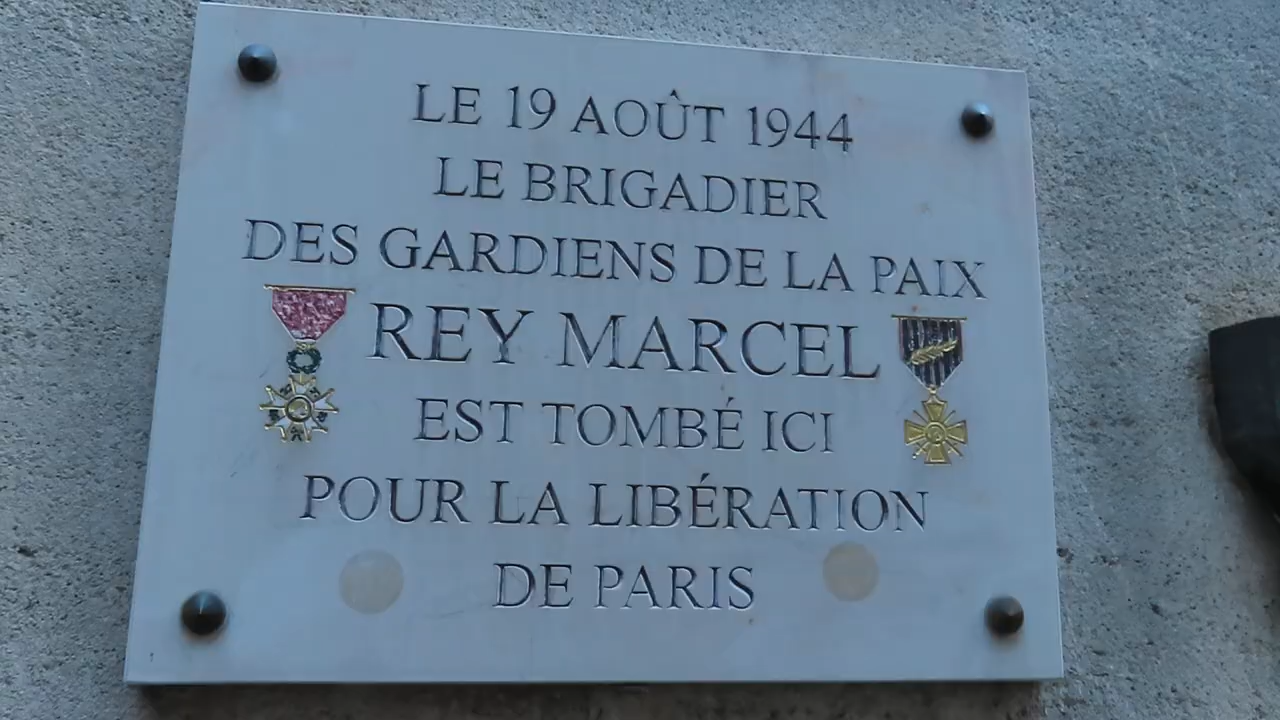 LE 19 AOÛT 1944
LE BRIGADIER
DES GARDIENS DE LA PAIX
REY MARCEL
EST TOMBÉ ICI
POUR LA LIBÉRATION
DE PARIS